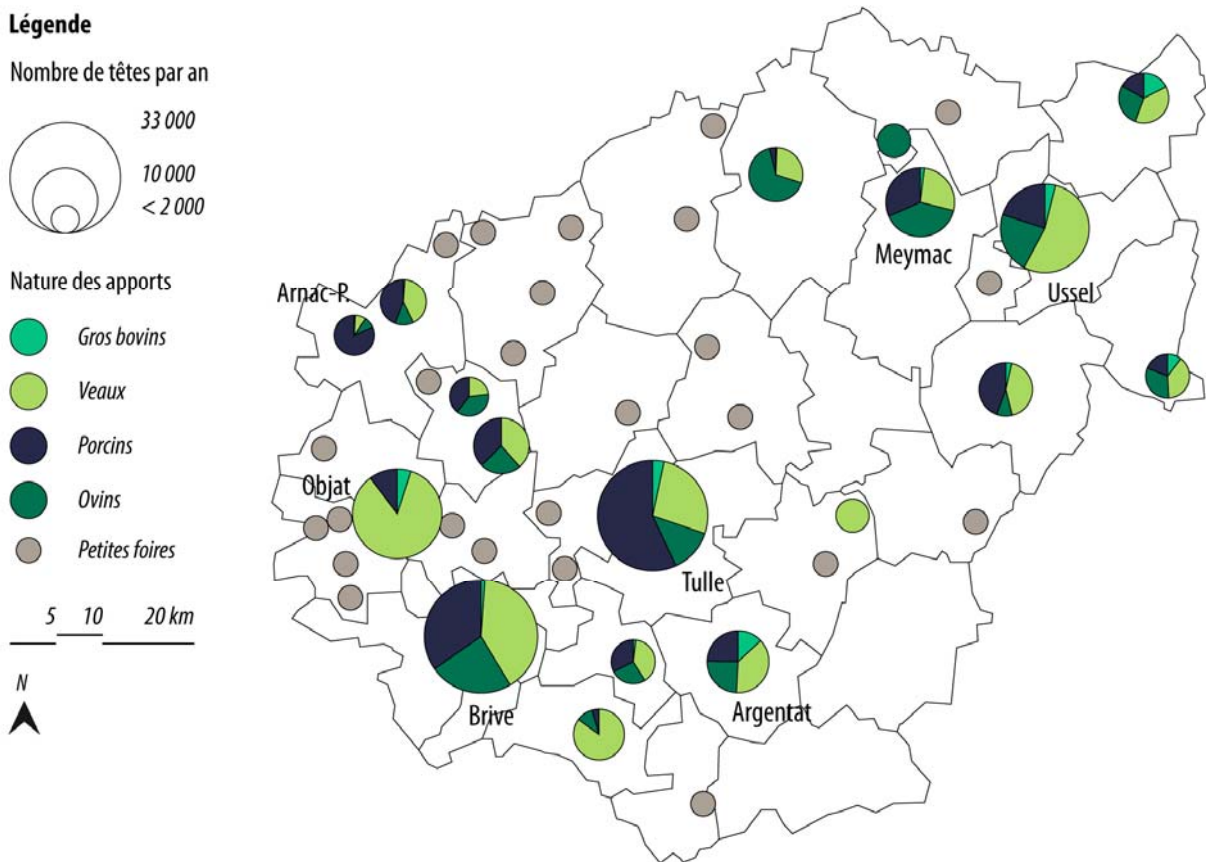 Légende
Nombre de têtes par an
33 000
10 000
< 2 000
Nature des apports
Gros bovins
Veaux
Porcins
Ovins
Petites foires
5 10 20 km
N
Meymac
Ussel
Arnac-P.
Objat
Tulle
Brive
Argentat